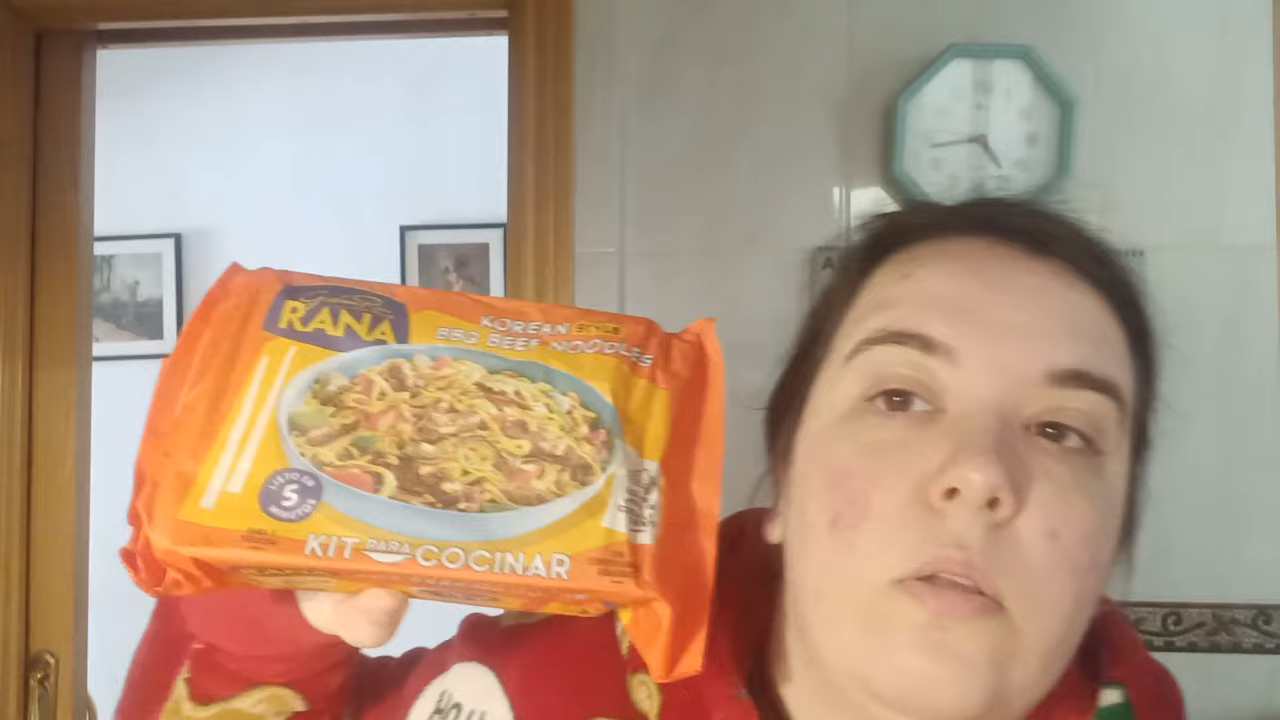 RANA
KOREAN STYLE
BBQ BEEF NOODLES
LISTO EN
5
MINUTOS
KIT PARA COCINAR